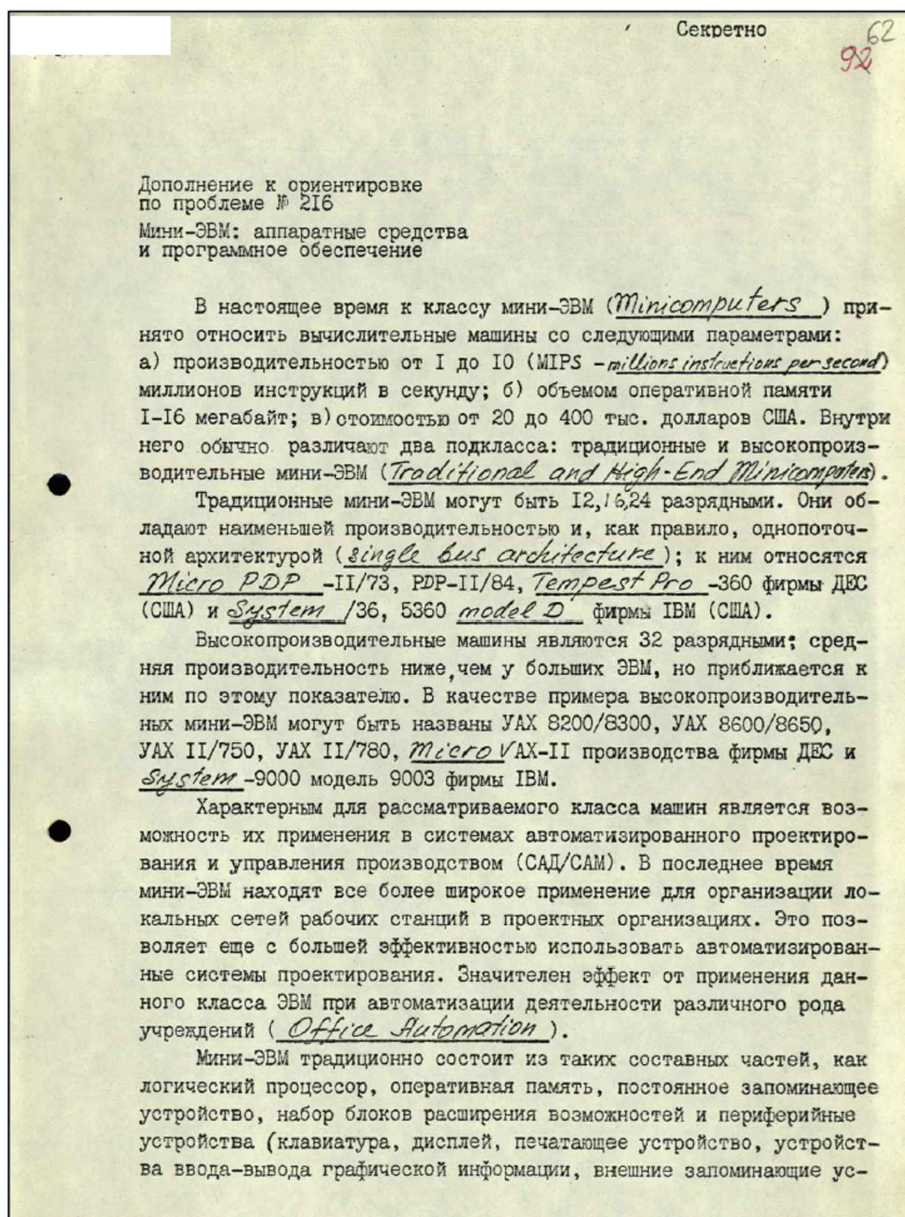 Секретно
62
92
Дополнение к ориентировке
по проблеме № 2I6
Мини-ЭВМ: аппаратные средства
и программное обеспечение
В настоящее время к классу мини-ЭВМ (Minicomputers) при-
нято относить вычислительные машины со следующими параметрами:
а) производительностью от I до IO (MIPS -millions instructions per second)
миллионов инструкций в секунду; б) объемом оперативной памяти
I-I6 мегабайт; в) стоимостью от 20 до 400 тыс. долларов США. Внутри
него обычно различают два подкласса: традиционные и высокопроиз-
водительные мини-ЭВМ (Traditional and High-End Minicomputers).
Традиционные мини-ЭВМ могут быть I2,16,24 разрядными. Они об-
ладают наименьшей производительностью и, как правило, однопоточ-
ной архитектурой (single bus architecture); к ним относятся
Micro PDP -II/73, PDP-II/84, Tempest Pro -360 фирмы ДЕС
(США) и System /36, 5360 model D фирмы IBM (США).
Высокопроизводительные машины являются 32 разрядными; сред-
няя производительность ниже, чем у больших ЭВМ, но приближается к
ним по этому показателю. В качестве примера высокопроизводитель-
ных мини-ЭВМ могут быть названы УАХ 8200/8300, УАХ 8600/8650,
УАХ II/750, УАХ II/780, Micro VАХ-II производства фирмы ДЕС и
System -9000 модель 9003 фирмы IBM.
Характерным для рассматриваемого класса машин является воз-
можность их применения в системах автоматизированного проектиро-
вания и управления производством (САД/САМ). В последнее время
мини-ЭВМ находят все более широкое применение для организации ло-
кальных сетей рабочих станций в проектных организациях. Это поз-
воляет еще с большей эффективностью использовать автоматизирован-
ные системы проектирования. Значителен эффект от применения дан-
ного класса ЭВМ при автоматизации деятельности различного рода
учреждений (Office Automation).
Мини-ЭВМ традиционно состоит из таких составных частей, как
логический процессор, оперативная память, постоянное запоминающее
устройство, набор блоков расширения возможностей и периферийные
устройства (клавиатура, дисплей, печатающее устройство, устройст-
ва ввода-вывода графической информации, внешние запоминающие ус-